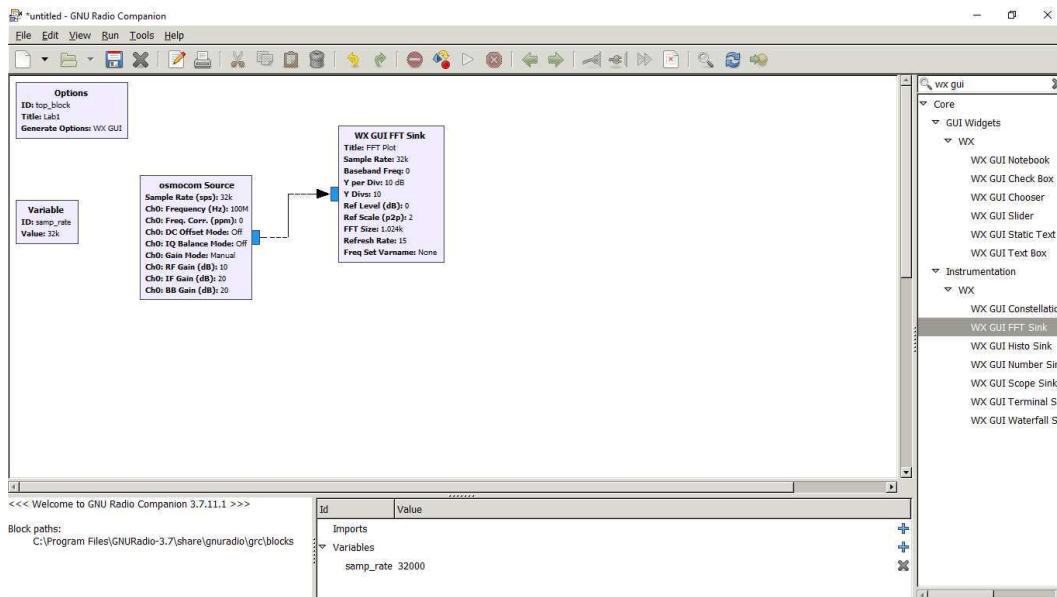 *untitled - GNU Radio Companion
File Edit View Run Tools Help
Options
ID: top_block
Title: Lab1
Generate Options: WX GUI
Variable
ID: samp_rate
Value: 32k
osmocom Source
Sample Rate (sps): 32k
Ch0: Frequency (Hz): 100M
Ch0: Freq. Corr. (ppm): 0
Ch0: DC Offset Mode: Off
Ch0: IQ Balance Mode: Off
Ch0: Gain Mode: Manual
Ch0: RF Gain (dB): 10
Ch0: IF Gain (dB): 20
Ch0: BB Gain (dB): 20
WX GUI FFT Sink
Title: FFT Plot
Sample Rate: 32k
Baseband Freq: 0
Y per Div: 10 dB
Y Divs: 10
Ref Level (dB): 0
Ref Scale (p2p): 2
FFT Size: 1.024k
Refresh Rate: 15
Freq Set Varname: None
wx gui
Core
GUI Widgets
WX
WX GUI Notebook
WX GUI Check Box
WX GUI Chooser
WX GUI Slider
WX GUI Static Text
WX GUI Text Box
Instrumentation
WX
WX GUI Constellatio
WX GUI FFT Sink
WX GUI Histo Sink
WX GUI Number Sin
WX GUI Scope Sink
WX GUI Terminal S
WX GUI Waterfall S
<<< Welcome to GNU Radio Companion 3.7.11.1 >>>
Block paths:
C:\Program Files\GNURadio-3.7\share\gnuradio\grc\blocks
Id Value
Imports
Variables
samp_rate 32000